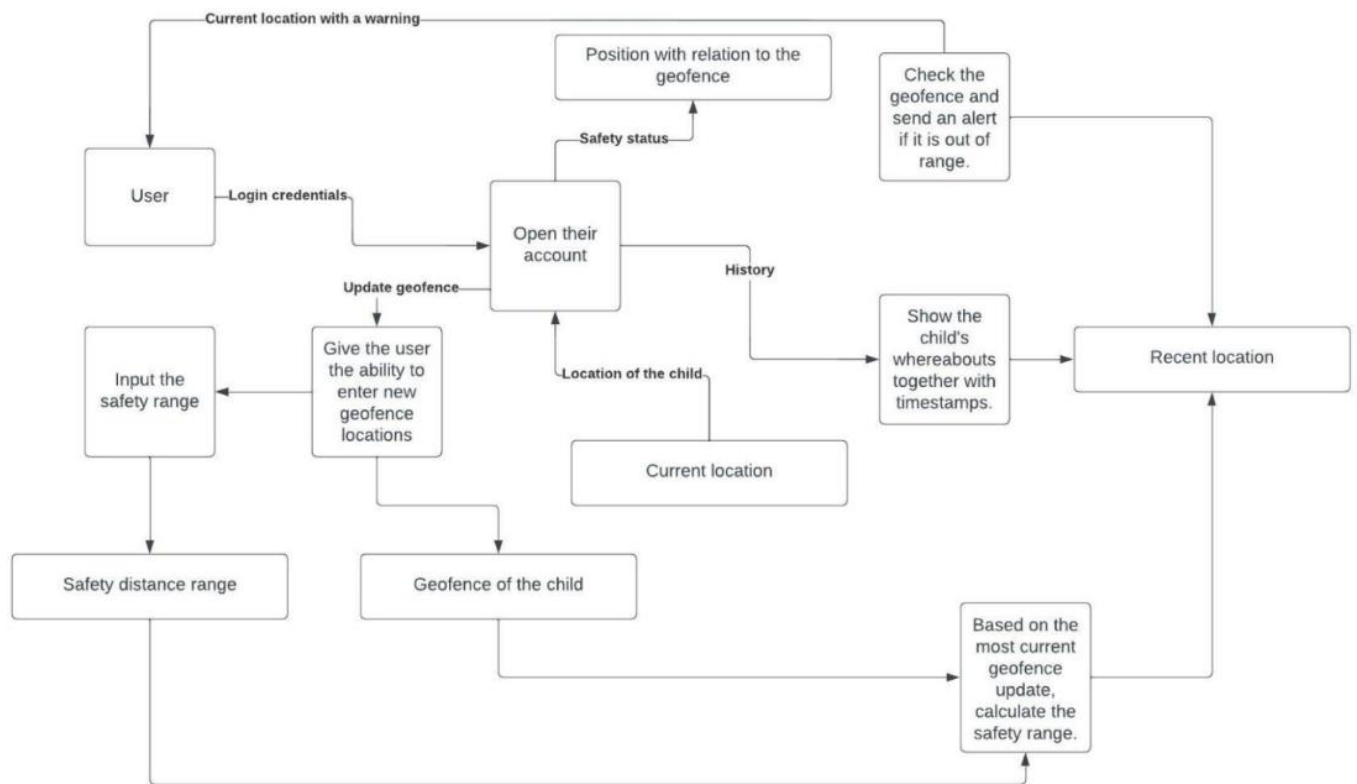 Current location with a warning
Position with relation to the
geofence
Check the
geofence and
send an alert
if it is out of
range.
Safety status
User
Login credentials
Open their
account
History
Update geofence
Input the
safety range
Give the user
the ability to
enter new
geofence
locations
Location of the child
Show the
child's
whereabouts
together with
timestamps.
Recent location
Current location
Safety distance range
Geofence of the child
Based on the
most current
geofence
update,
calculate the
safety range.